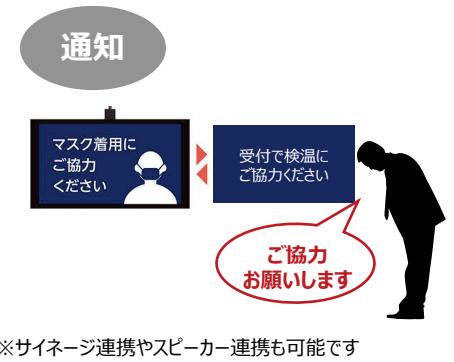 通知
マスク着用に
ご協力
ください
受付で検温に
ご協力ください
ご協力
お願いします
※サイネージ連携やスピーカー連携も可能です